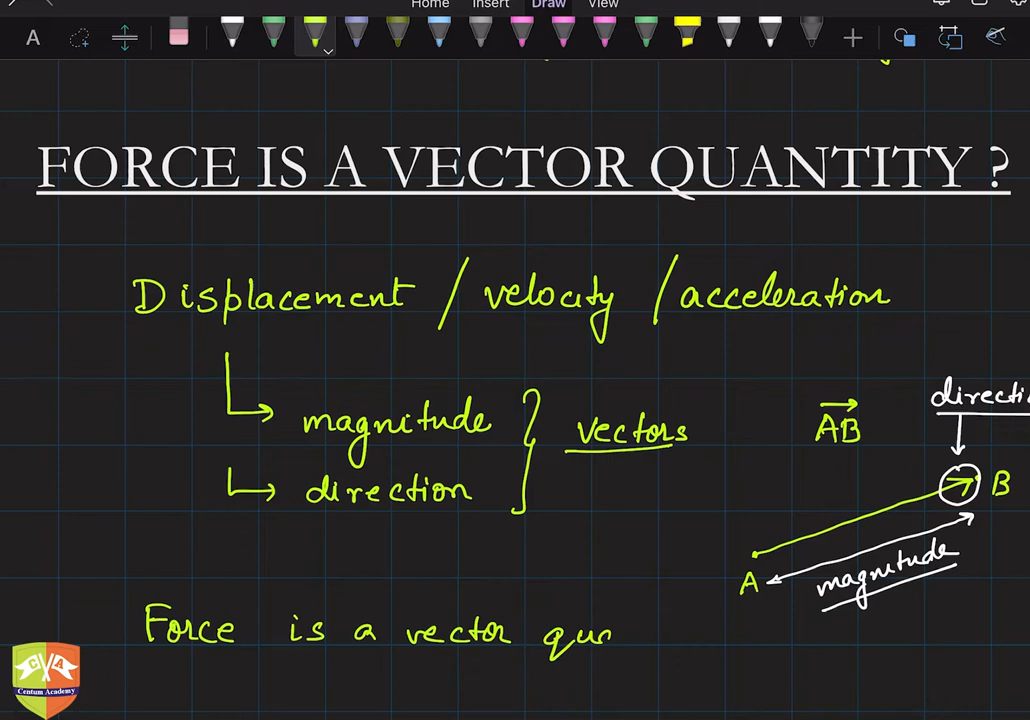 Home Insert Draw View
A
FORCE IS A VECTOR QUANTITY ?
Displacement / velocity / acceleration
magnitude
direction
vectors
AB
directi
B
A
magnitude
Force is a vector qua
CA
Centum Academy